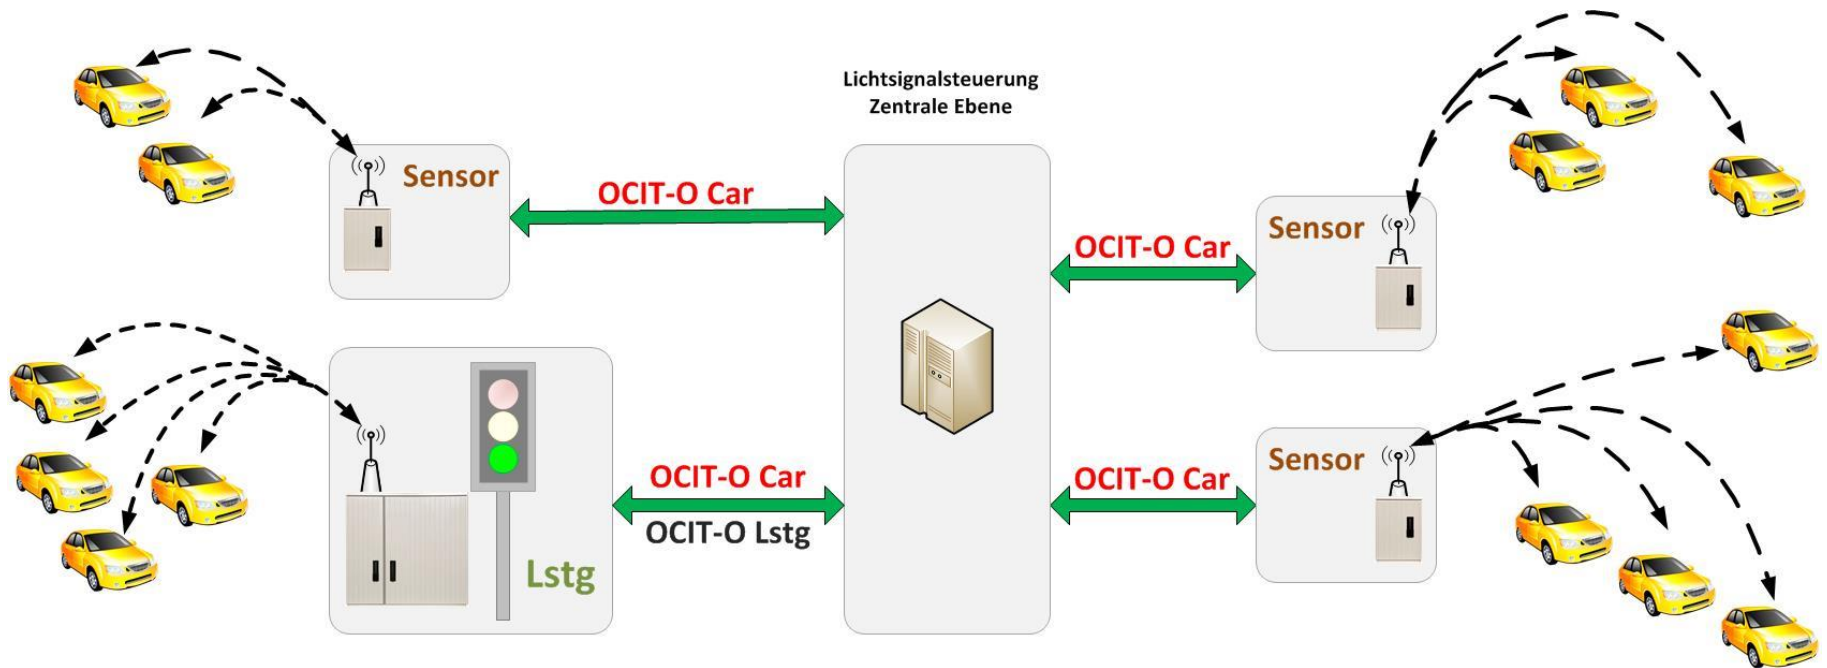 Lichtsignalsteuerung
Zentrale Ebene
Sensor
OCIT-O Car
OCIT-O Car
Sensor
Lstg
OCIT-O Car
OCIT-O Lstg
OCIT-O Car
Sensor